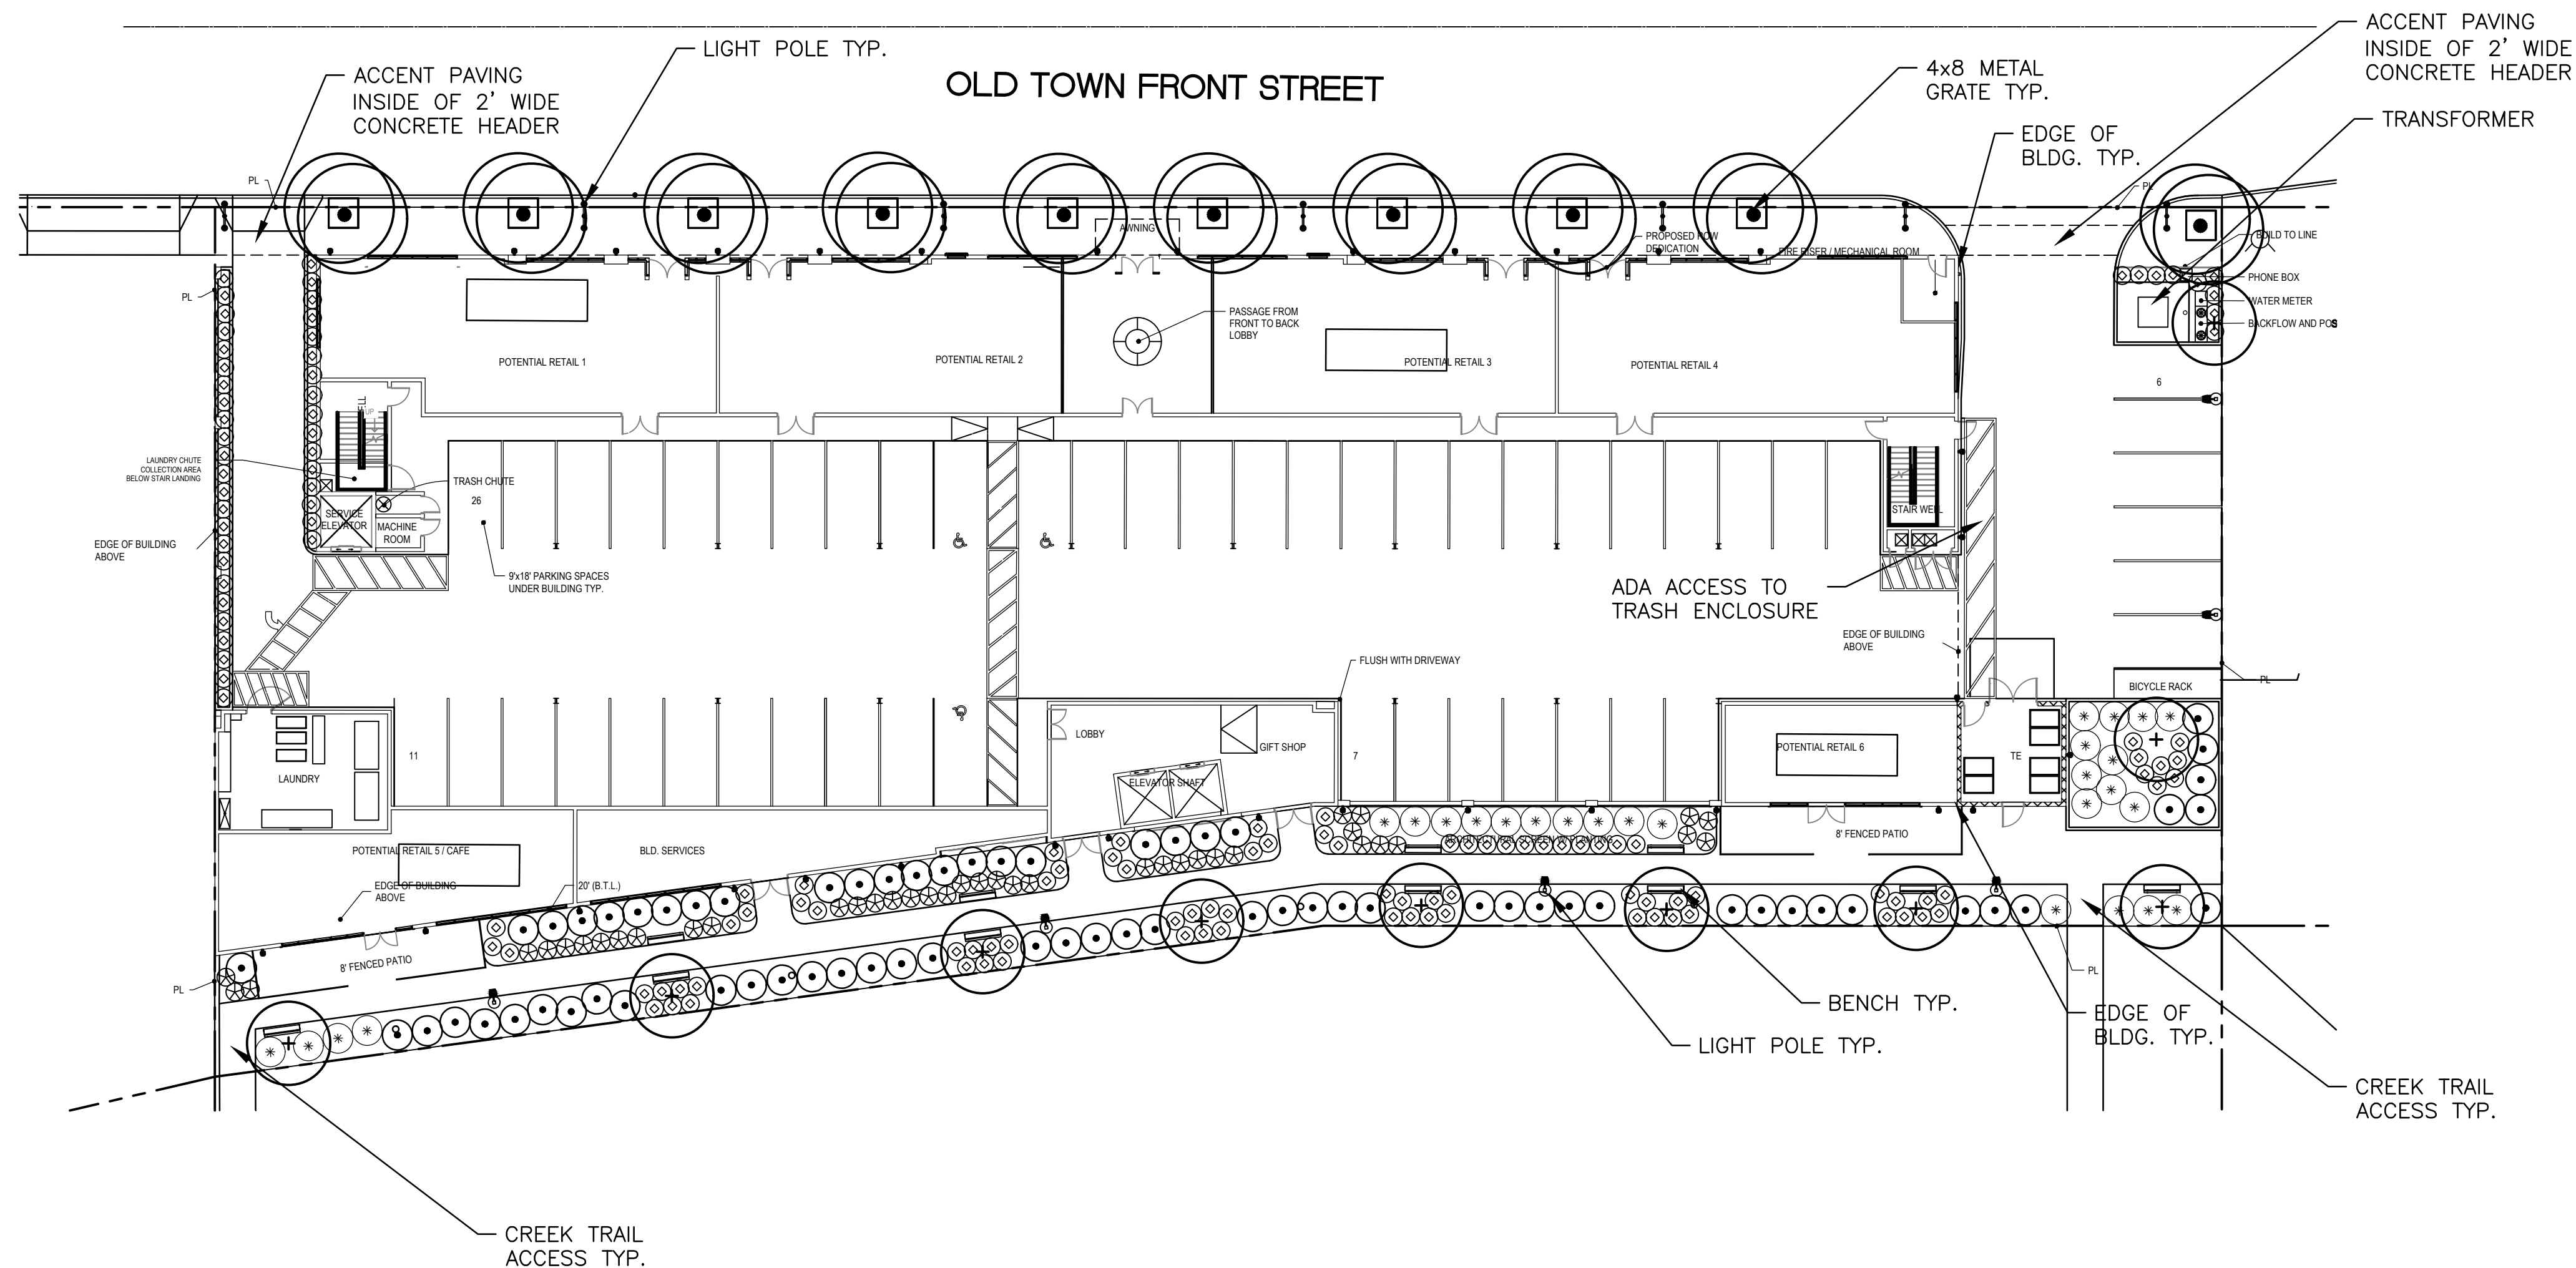 ACCENT PAVING
INSIDE OF 2' WIDE
CONCRETE HEADER
LIGHT POLE TYP.
OLD TOWN FRONT STREET
4x8 METAL
GRATE TYP.
EDGE OF
BLDG. TYP.
ACCENT PAVING
INSIDE OF 2' WIDE
CONCRETE HEADER
TRANSFORMER
PL
PL
AWNING
PROPOSED ROW
DEDICATION
FIRE RISER / MECHANICAL ROOM
BUILD TO LINE
PHONE BOX
WATER METER
BACKFLOW AND POS
PL
PASSAGE FROM
FRONT TO BACK
LOBBY
POTENTIAL RETAIL 1
POTENTIAL RETAIL 2
POTENTIAL RETAIL 3
POTENTIAL RETAIL 4
6
UP
LAUNDRY CHUTE
COLLECTION AREA
BELOW STAIR LANDING
TRASH CHUTE
26
SERVICE
ELEVATOR
MACHINE
ROOM
STAIR WELL
EDGE OF BUILDING
ABOVE
9'x18' PARKING SPACES
UNDER BUILDING TYP.
ADA ACCESS TO
TRASH ENCLOSURE
EDGE OF BUILDING
ABOVE
FLUSH WITH DRIVEWAY
BICYCLE RACK
PL
LOBBY
GIFT SHOP
POTENTIAL RETAIL 6
TE
11
7
LAUNDRY
ELEVATOR SHAFT
8' FENCED PATIO
ARCHITECTURAL SCREEN W/ PLANTING
POTENTIAL RETAIL 5 / CAFE
BLD. SERVICES
EDGE OF BUILDING
ABOVE
20' (B.T.L.)
8' FENCED PATIO
PL
PL
BENCH TYP.
LIGHT POLE TYP.
EDGE OF
BLDG. TYP.
CREEK TRAIL
ACCESS TYP.
CREEK TRAIL
ACCESS TYP.